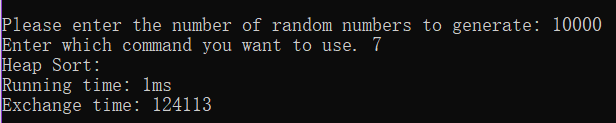 Please enter the number of random numbers to generate: 10000
Enter which command you want to use. 7
Heap Sort:
Running time: 1ms
Exchange time: 124113